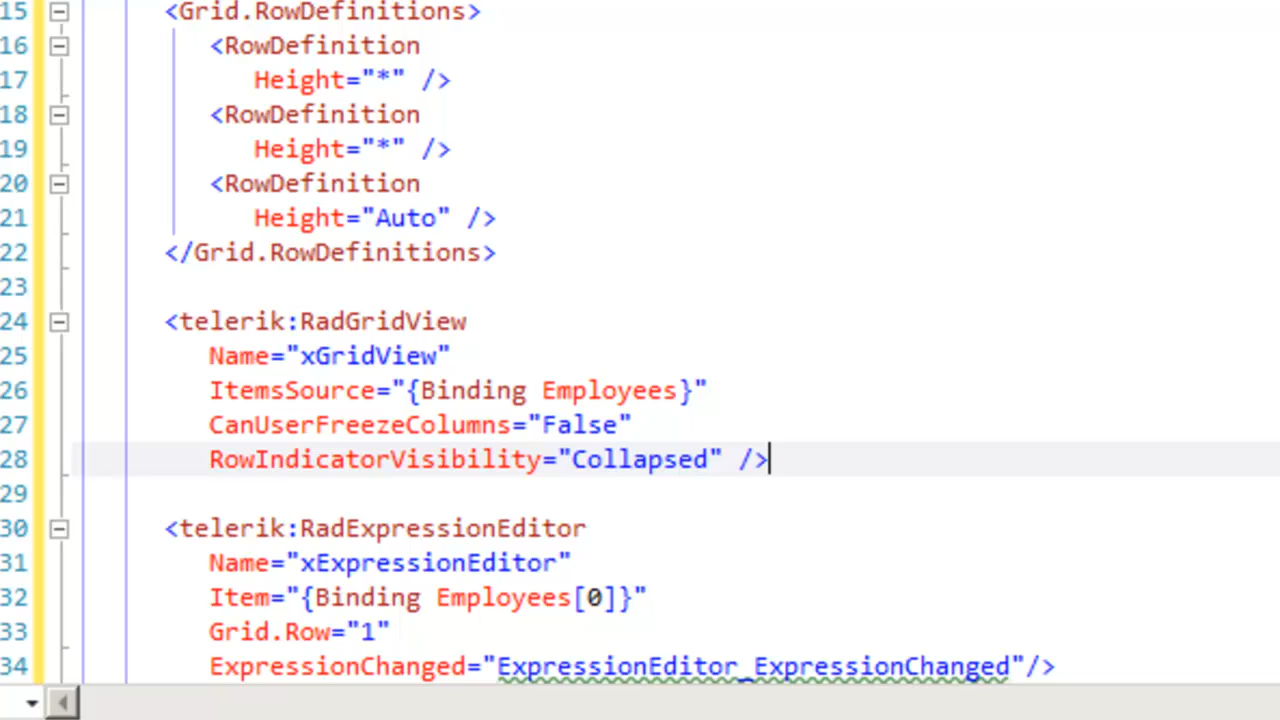 15 <Grid.RowDefinitions>
16 <RowDefinition
17 Height="*" />
18 <RowDefinition
19 Height="*" />
20 <RowDefinition
21 Height="Auto" />
22 </Grid.RowDefinitions>
23
24 <telerik:RadGridView
25 Name="xGridView"
26 ItemsSource="{Binding Employees}"
27 CanUserFreezeColumns="False"
28 RowIndicatorVisibility="Collapsed" />
29
30 <telerik:RadExpressionEditor
31 Name="xExpressionEditor"
32 Item="{Binding Employees[0]}"
33 Grid.Row="1"
34 ExpressionChanged="ExpressionEditor_ExpressionChanged"/>